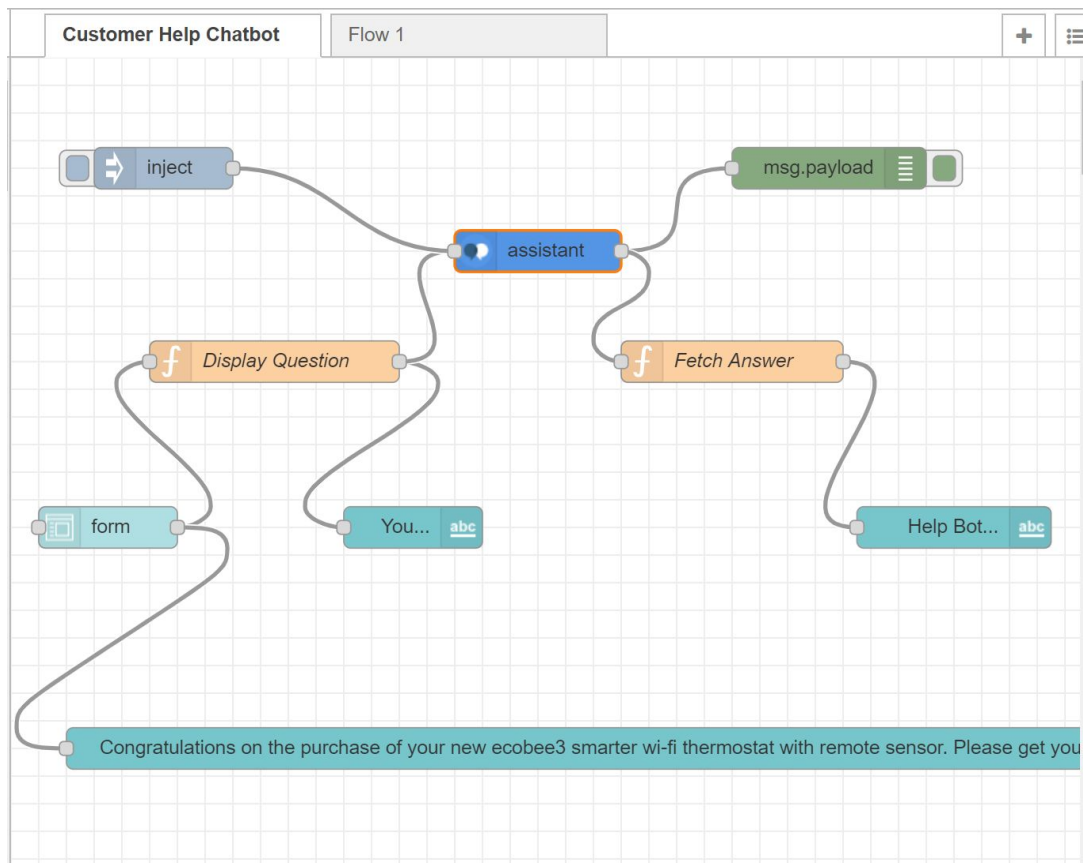 Customer Help Chatbot
Flow 1
inject
msg.payload
assistant
Display Question
Fetch Answer
form
You...
abc
Help Bot...
abc
Congratulations on the purchase of your new ecobee3 smarter wi-fi thermostat with remote sensor. Please get you